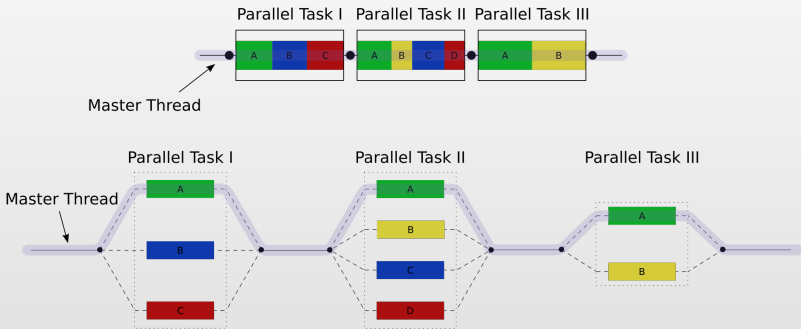 Parallel Task I
Parallel Task II
Parallel Task III
A B C
A B C D
A B
Master Thread
Parallel Task I
Parallel Task II
Parallel Task III
Master Thread
A
B
C
A
B
C
D
A
B